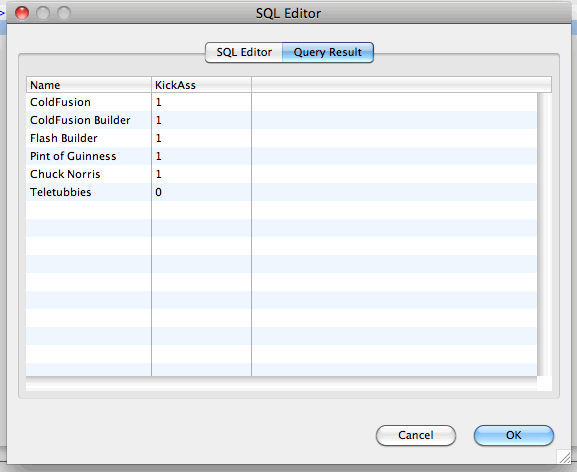 SQL Editor
SQL Editor Query Result
Name KickAss
ColdFusion 1
ColdFusion Builder 1
Flash Builder 1
Pint of Guinness 1
Chuck Norris 1
Teletubbies 0
Cancel OK